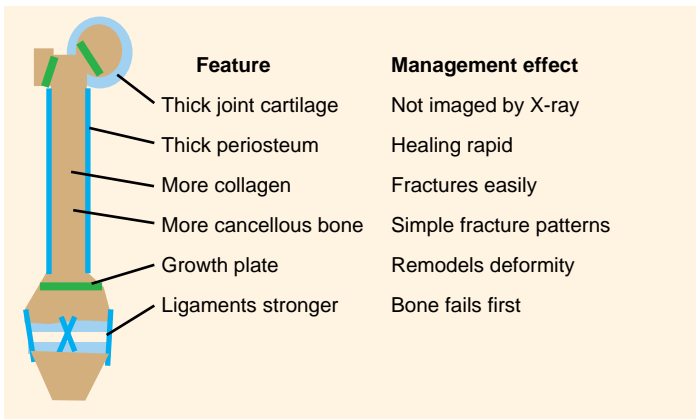 Feature Management effect
Thick joint cartilage Not imaged by X-ray
Thick periosteum Healing rapid
More collagen Fractures easily
More cancellous bone Simple fracture patterns
Growth plate Remodels deformity
Ligaments stronger Bone fails first